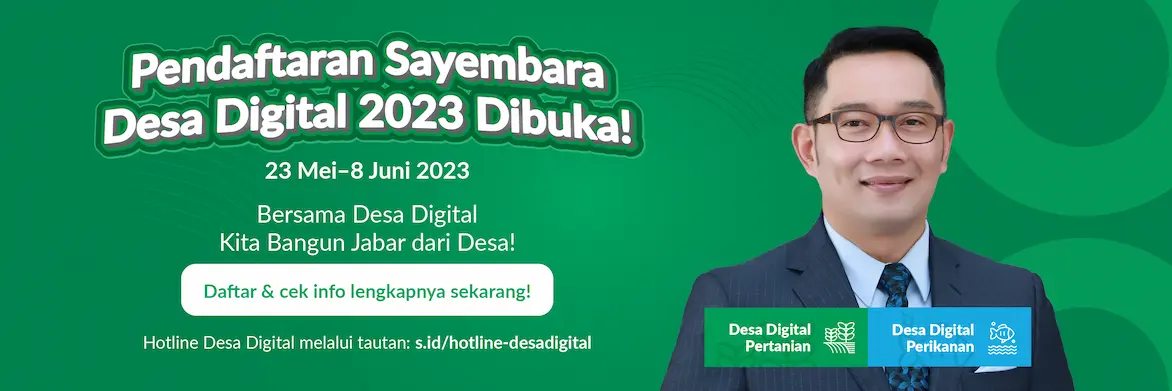 Pendaftaran Sayembara
Desa Digital 2023 Dibuka!
23 Mei–8 Juni 2023
Bersama Desa Digital
Kita Bangun Jabar dari Desa!
Daftar & cek info lengkapnya sekarang!
Hotline Desa Digital melalui tautan: s.id/hotline-desadigital
Desa Digital
Pertanian
Desa Digital
Perikanan